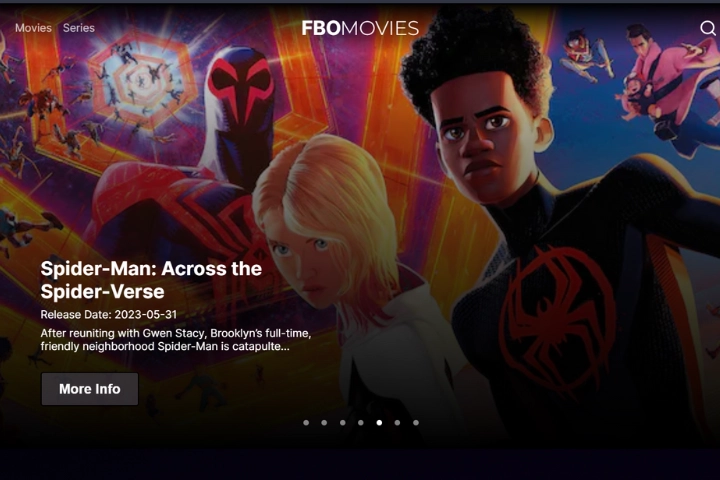 Movies Series
FBOMOVIES
Spider-Man: Across the
Spider-Verse
Release Date: 2023-05-31
After reuniting with Gwen Stacy, Brooklyn's full-time,
friendly neighborhood Spider-Man is catapulte...
More Info